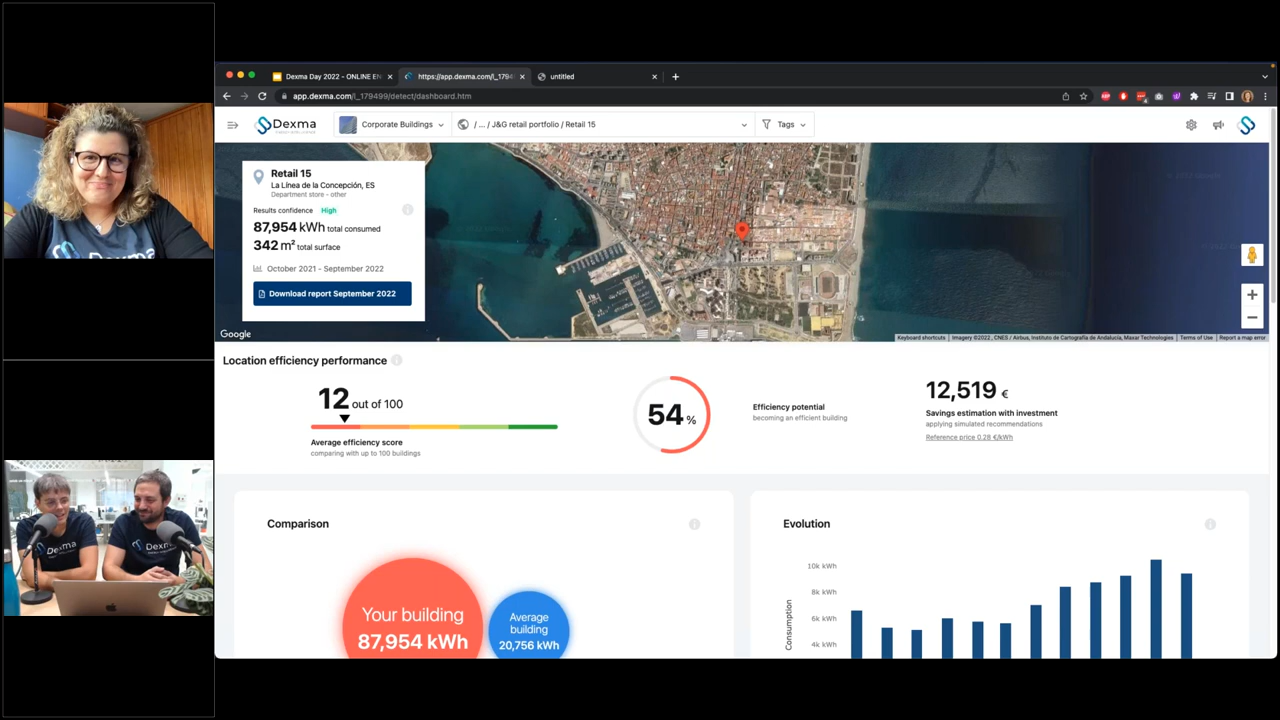 Dexma Day 2022 - ONLINE EN
https://app.dexma.com/l_1794
untitled
app.dexma.com/l_179499/detect/dashboard.htm
Dexma
Corporate Buildings
/ ... / J&G retail portfolio / Retail 15
Tags
Retail 15
La Línea de la Concepción, ES
Department store - other
Results confidence High
87,954 kWh total consumed
342 m² total surface
October 2021 - September 2022
Download report September 2022
Google
Keyboard shortcuts
Imagery ©2022 , CNES / Airbus, Instituto de Cartografía de Andalucía, Maxar Technologies
Terms of Use
Report a map error
Location efficiency performance
12 out of 100
Average efficiency score
comparing with up to 100 buildings
54 %
Efficiency potential
becoming an efficient building
12,519 €
Savings estimation with investment
applying simulated recommendations
Reference price 0.28 €/kWh
Comparison
Your building
87,954 kWh
Average
building
20,756 kWh
Evolution
Consumption
10k kWh
8k kWh
6k kWh
4k kWh
Dexma